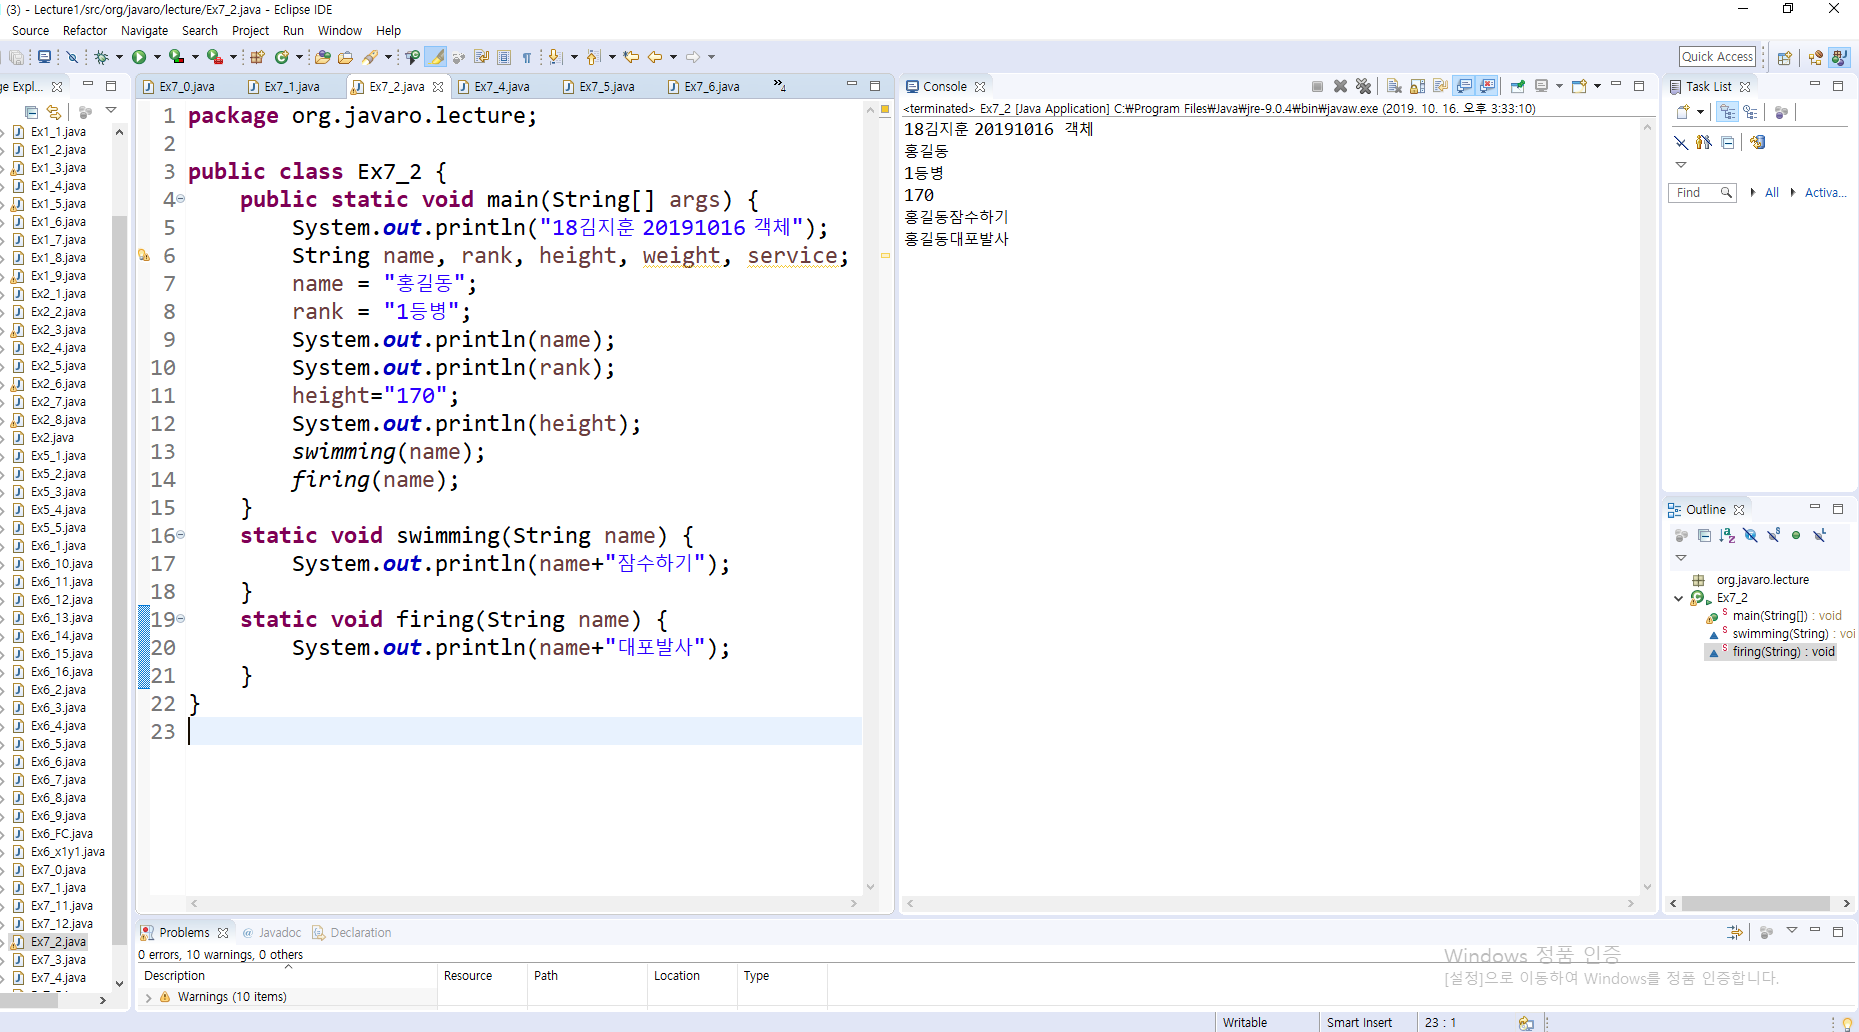 (3) - Lecture1/src/org/javaro/lecture/Ex7_2.java - Eclipse IDE
Source Refactor Navigate Search Project Run Window Help
Quick Access
ge Expl...
Ex1_1.java
Ex1_2.java
Ex1_3.java
Ex1_4.java
Ex1_5.java
Ex1_6.java
Ex1_7.java
Ex1_8.java
Ex1_9.java
Ex2_1.java
Ex2_2.java
Ex2_3.java
Ex2_4.java
Ex2_5.java
Ex2_6.java
Ex2_7.java
Ex2_8.java
Ex2.java
Ex5_1.java
Ex5_2.java
Ex5_3.java
Ex5_4.java
Ex5_5.java
Ex6_1.java
Ex6_10.java
Ex6_11.java
Ex6_12.java
Ex6_13.java
Ex6_14.java
Ex6_15.java
Ex6_16.java
Ex6_2.java
Ex6_3.java
Ex6_4.java
Ex6_5.java
Ex6_6.java
Ex6_7.java
Ex6_8.java
Ex6_9.java
Ex6_FC.java
Ex6_x1y1.java
Ex7_0.java
Ex7_1.java
Ex7_11.java
Ex7_12.java
Ex7_2.java
Ex7_3.java
Ex7_4.java
Ex7_0.java Ex7_1.java Ex7_2.java Ex7_4.java Ex7_5.java Ex7_6.java »4
1 package org.javaro.lecture;
2
3 public class Ex7_2 {
4 public static void main(String[] args) {
5 System.out.println("18김지훈 20191016 객체");
6 String name, rank, height, weight, service;
7 name = "홍길동";
8 rank = "1등병";
9 System.out.println(name);
10 System.out.println(rank);
11 height="170";
12 System.out.println(height);
13 swimming(name);
14 firing(name);
15 }
16 static void swimming(String name) {
17 System.out.println(name+"잠수하기");
18 }
19 static void firing(String name) {
20 System.out.println(name+"대포발사");
21 }
22 }
23
Console
<terminated> Ex7_2 [Java Application] C:₩Program Files₩Java₩jre-9.0.4₩bin₩javaw.exe (2019. 10. 16. 오후 3:33:10)
18김지훈 20191016 객체
홍길동
1등병
170
홍길동잠수하기
홍길동대포발사
Task List
Find All Activa...
Outline
org.javaro.lecture
Ex7_2
main(String[]) : void
swimming(String) : voi
firing(String) : void
Problems @ Javadoc Declaration
0 errors, 10 warnings, 0 others
Description Resource Path Location Type
Warnings (10 items)
Windows 정품 인증
[설정]으로 이동하여 Windows를 정품 인증합니다.
Writable Smart Insert 23 : 1